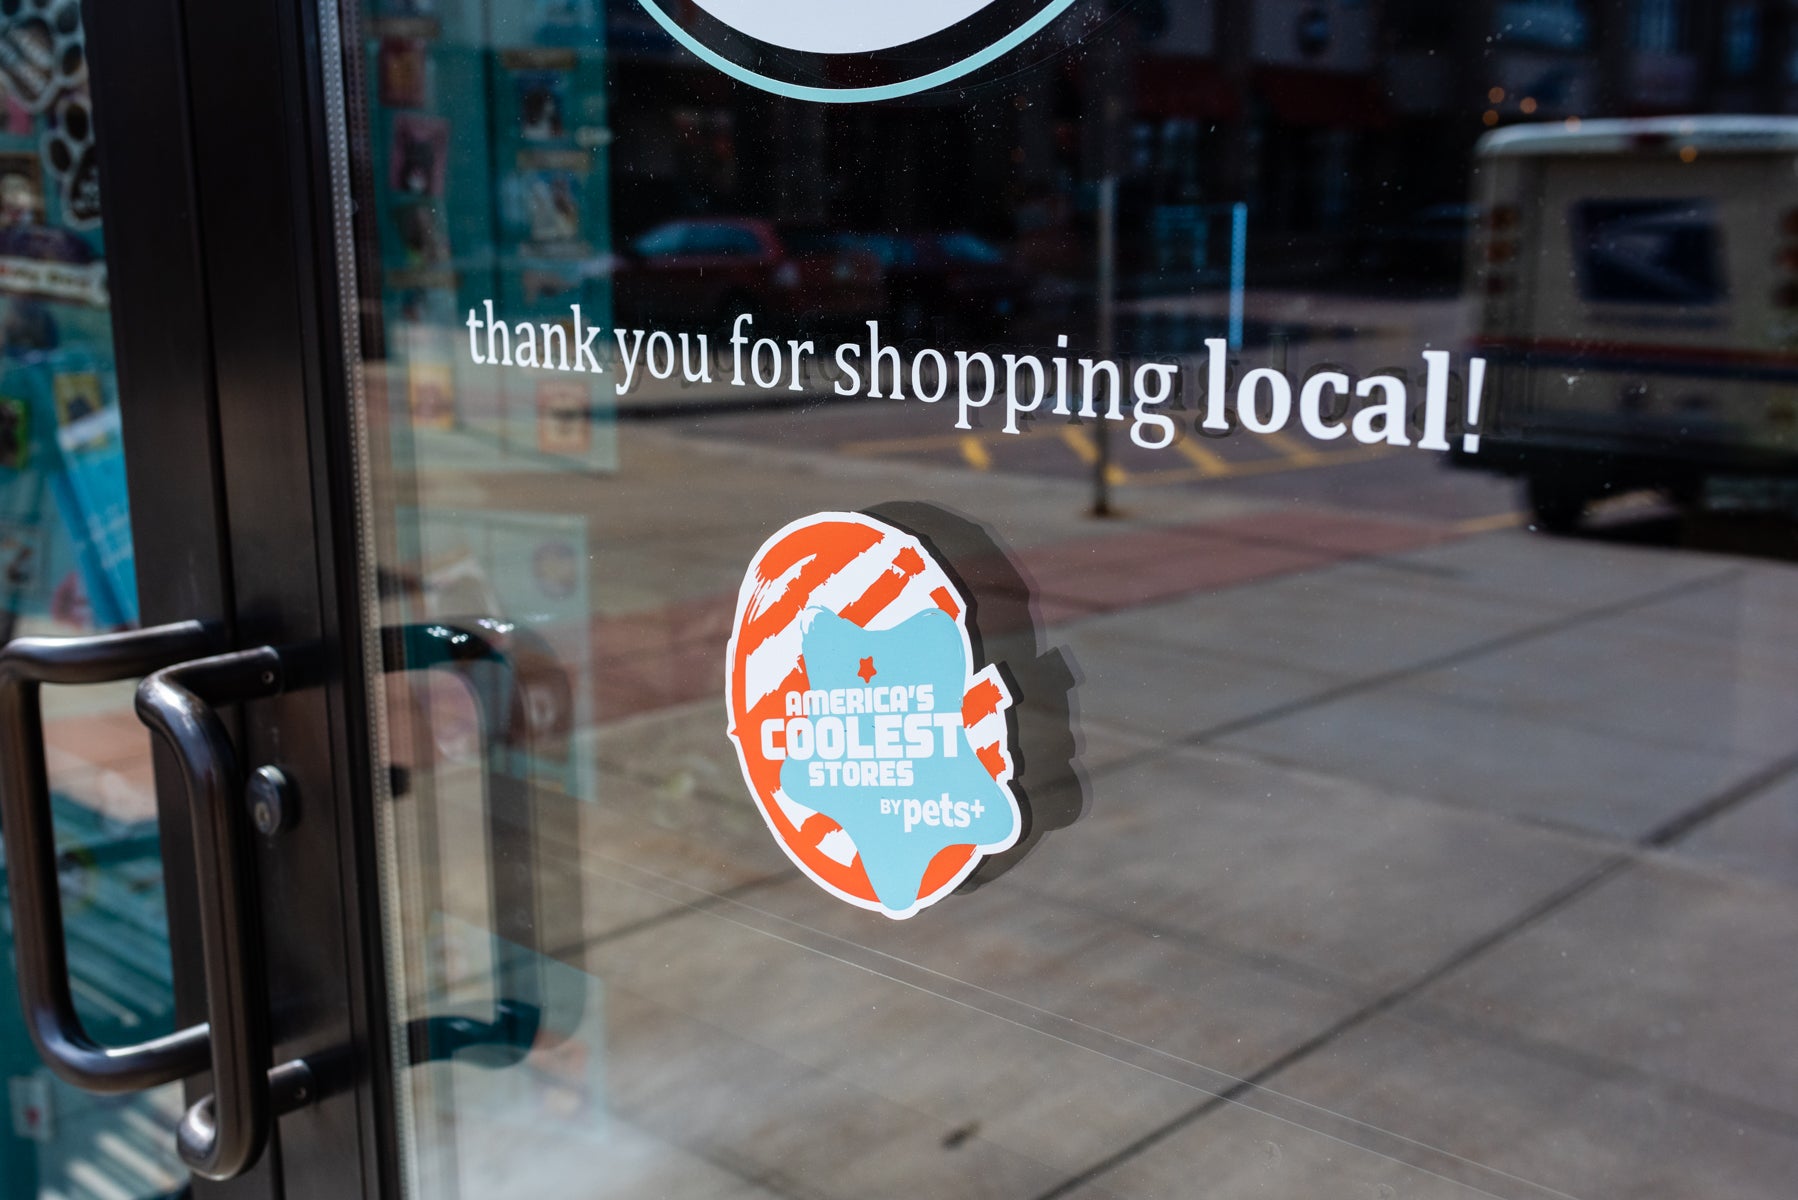 thank you for shopping local!
AMERICA'S
COOLEST
STORES
BY pets+